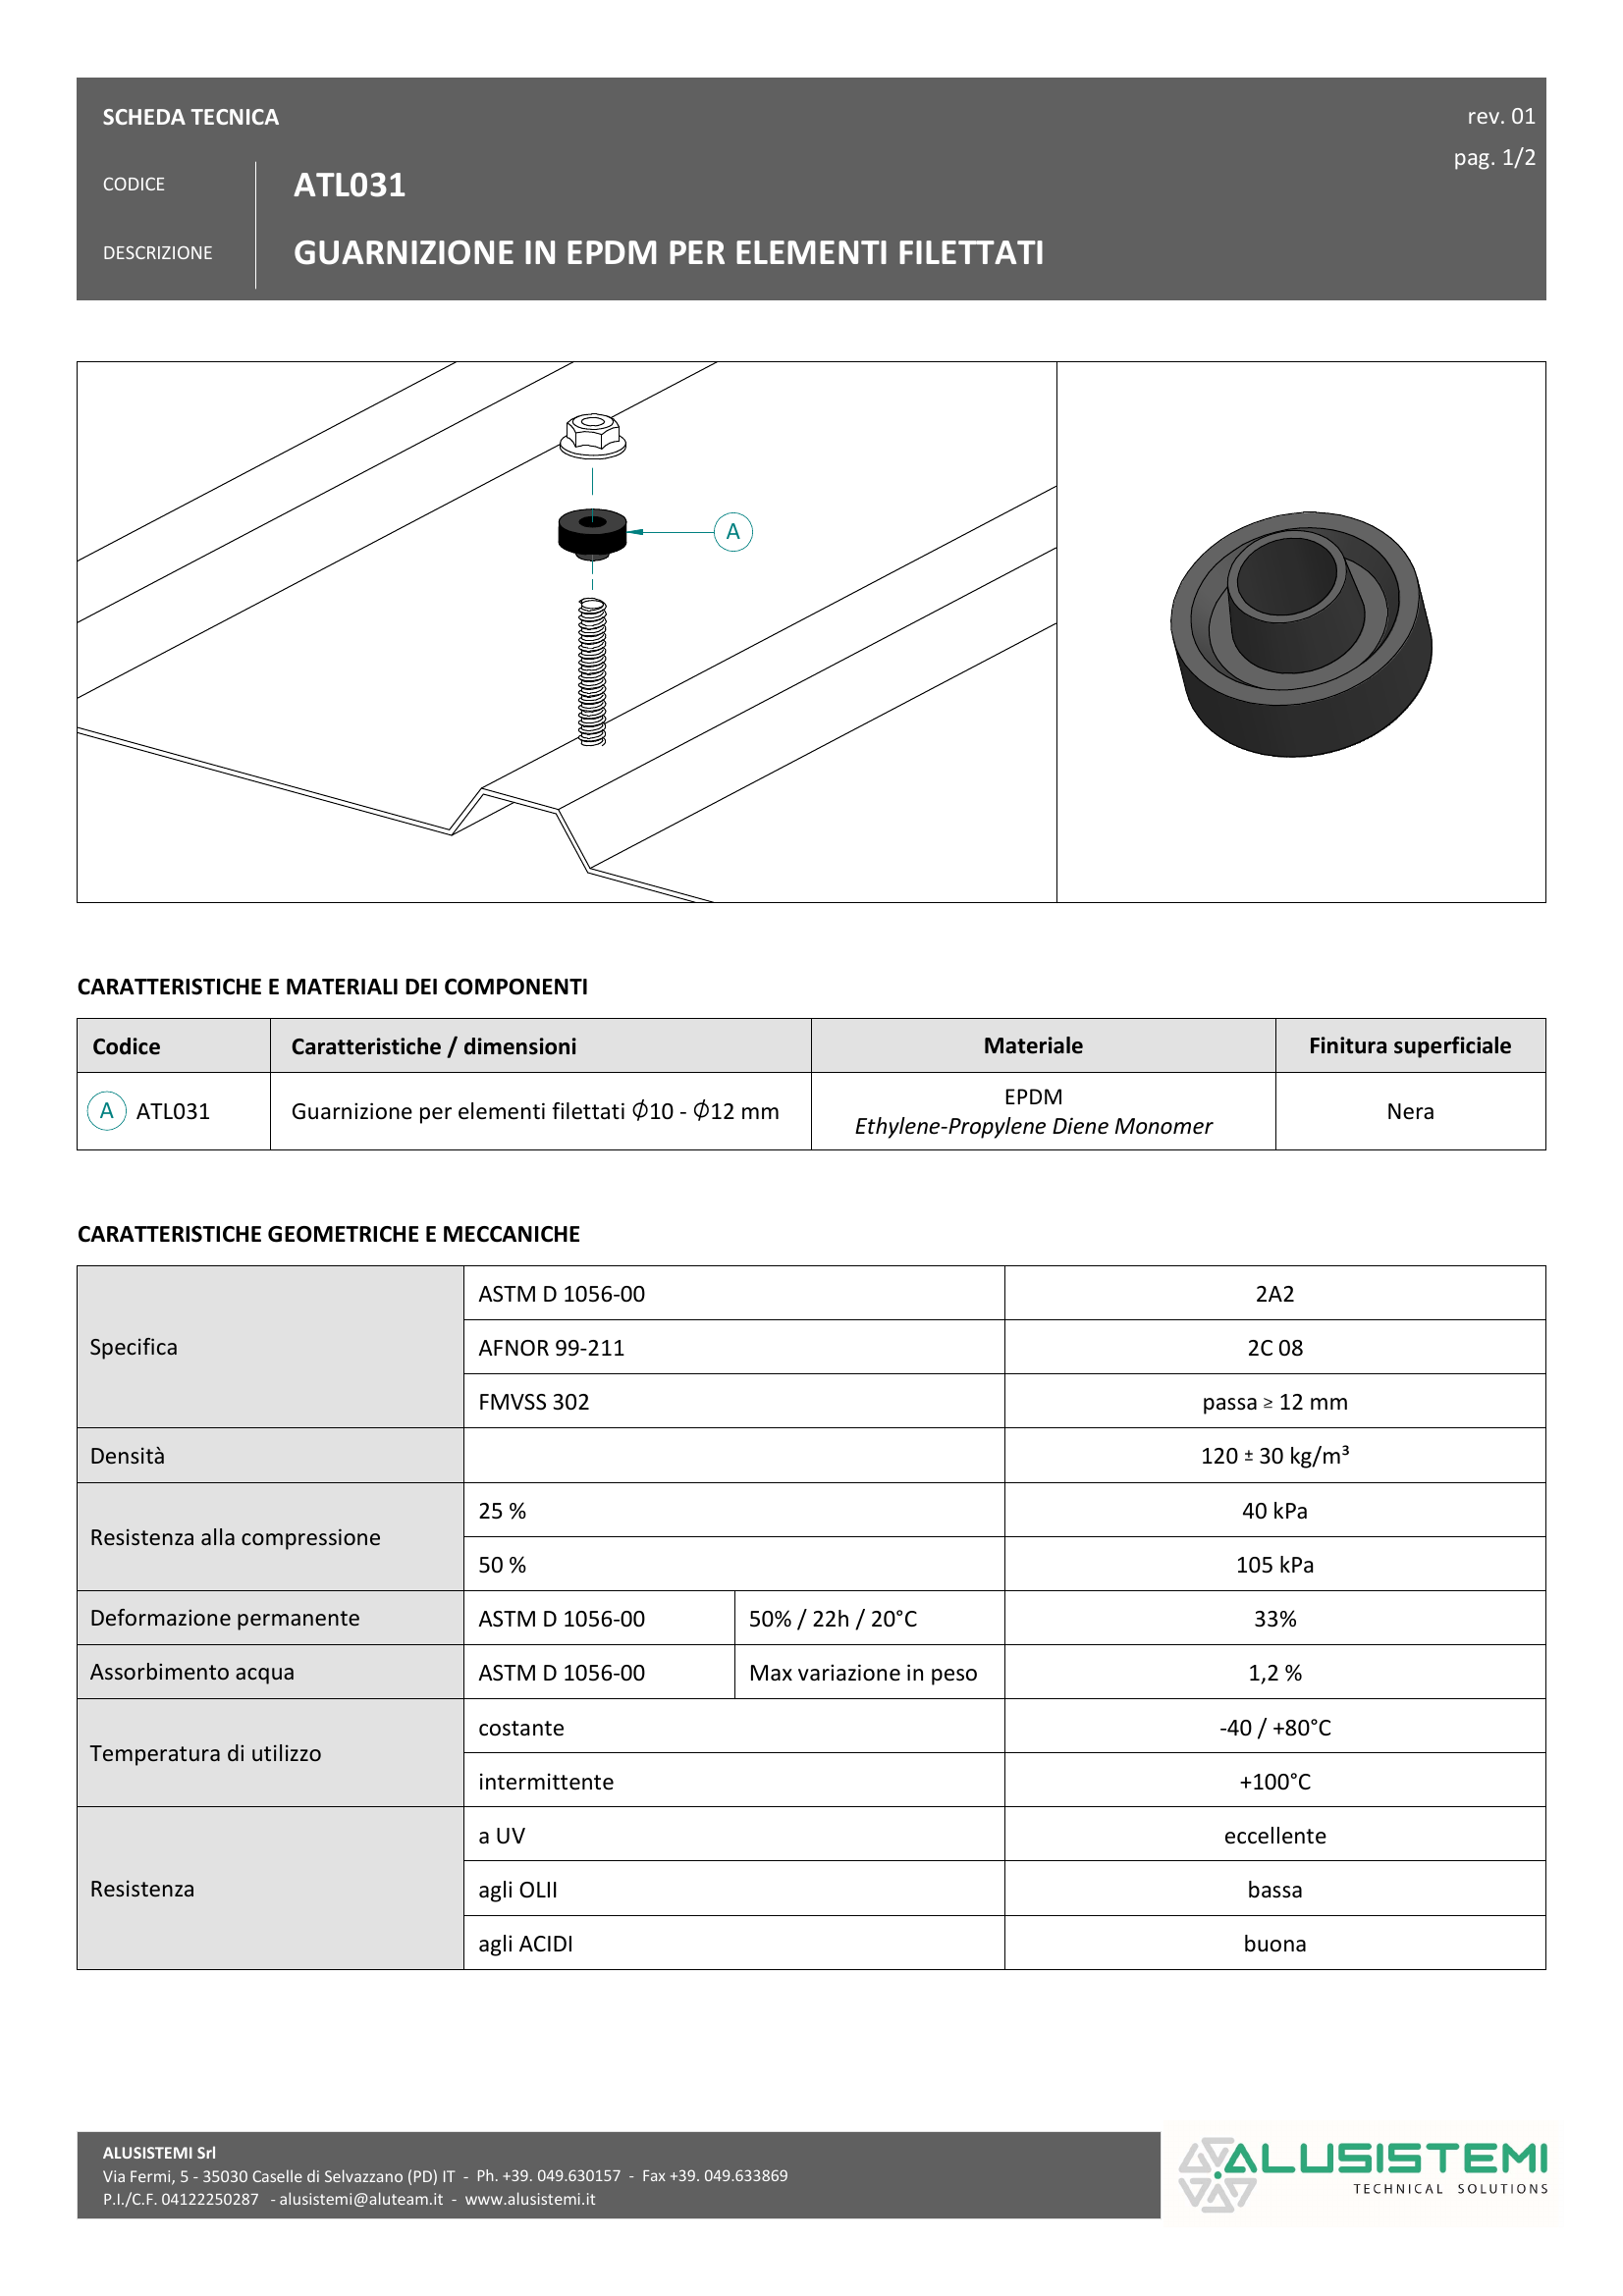 SCHEDA TECNICA
rev. 01
pag. 1/2
CODICE
ATL031
DESCRIZIONE
GUARNIZIONE IN EPDM PER ELEMENTI FILETTATI
A
CARATTERISTICHE E MATERIALI DEI COMPONENTI
Codice Caratteristiche / dimensioni Materiale Finitura superficiale
A ATL031 Guarnizione per elementi filettati ∅10 - ∅12 mm EPDM Nera
Ethylene-Propylene Diene Monomer
CARATTERISTICHE GEOMETRICHE E MECCANICHE
Specifica
ASTM D 1056-00 2A2
AFNOR 99-211 2C 08
FMVSS 302 passa ≥ 12 mm
Densità 120 ± 30 kg/m³
Resistenza alla compressione
25 % 40 kPa
50 % 105 kPa
Deformazione permanente ASTM D 1056-00 50% / 22h / 20°C 33%
Assorbimento acqua ASTM D 1056-00 Max variazione in peso 1,2 %
Temperatura di utilizzo
costante -40 / +80°C
intermittente +100°C
Resistenza
a UV eccellente
agli OLII bassa
agli ACIDI buona
ALUSISTEMI Srl
Via Fermi, 5 - 35030 Caselle di Selvazzano (PD) IT - Ph. +39. 049.630157 - Fax +39. 049.633869
P.I./C.F. 04122250287 - alusistemi@aluteam.it - www.alusistemi.it
ALUSISTEMI
TECHNICAL SOLUTIONS